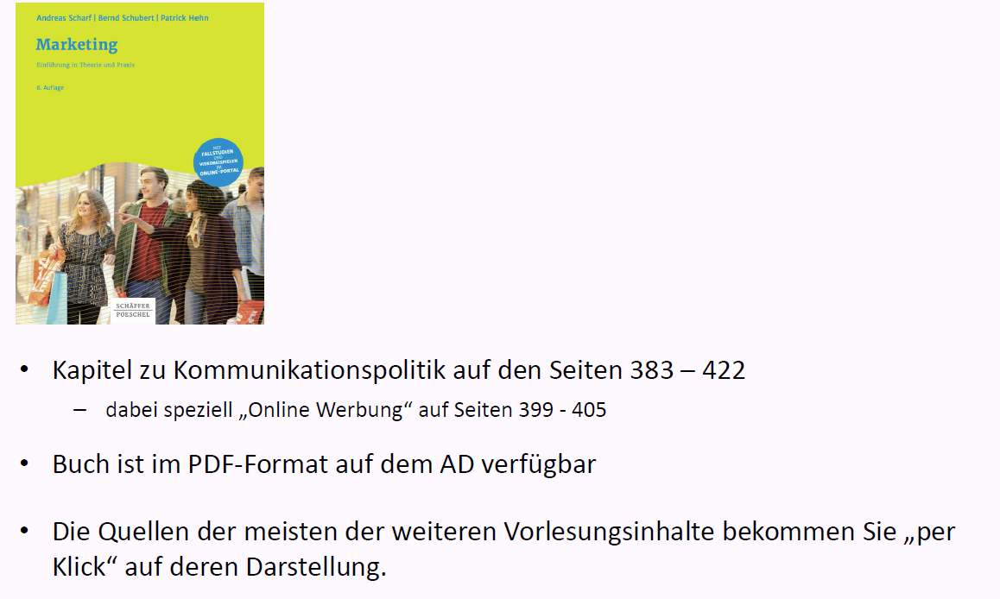 Andreas Scharf | Bernd Schubert | Patrick Hehn
Marketing
Einführung in Theorie und Praxis
6. Auflage
MIT
FALLSTUDIEN
UND
VIDEOBEISPIELEN
IM
ONLINE-PORTAL
SCHÄFFER
POESCHEL
• Kapitel zu Kommunikationspolitik auf den Seiten 383 – 422
– dabei speziell „Online Werbung“ auf Seiten 399 - 405
• Buch ist im PDF-Format auf dem AD verfügbar
• Die Quellen der meisten der weiteren Vorlesungsinhalte bekommen Sie „per
Klick“ auf deren Darstellung.